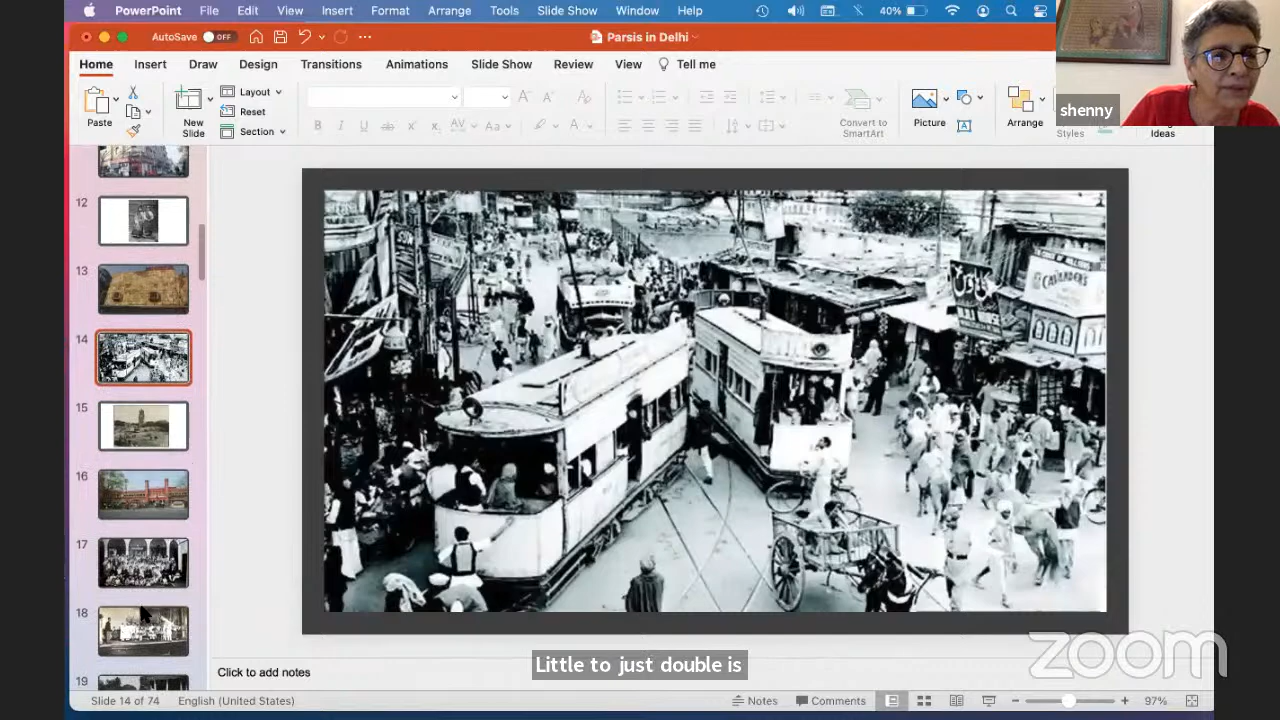 PowerPoint File Edit View Insert Format Arrange Tools Slide Show Window Help 40%
AutoSave OFF Parsis in Delhi
Home Insert Draw Design Transitions Animations Slide Show Review View Tell me
Paste
New
Slide
Layout
Reset
Section
Convert to
SmartArt
Picture
Arrange
Styles
Ideas
shenny
12
13
14
15
16
17
18
19
CAVANDER'S
Little to just double is
zoom
Click to add notes
Slide 14 of 74 English (United States) Notes Comments 97%